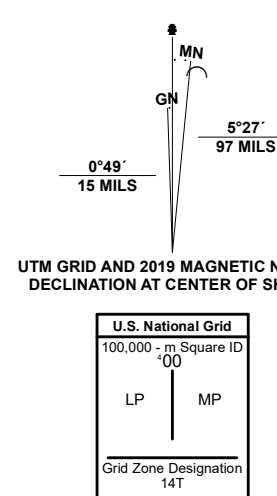 MN
GN
5°27´
97 MILS
0°49´
15 MILS
UTM GRID AND 2019 MAGNETIC N
DECLINATION AT CENTER OF SH
U.S. National Grid
100,000 - m Square ID
⁴00
LP MP
Grid Zone Designation
14T